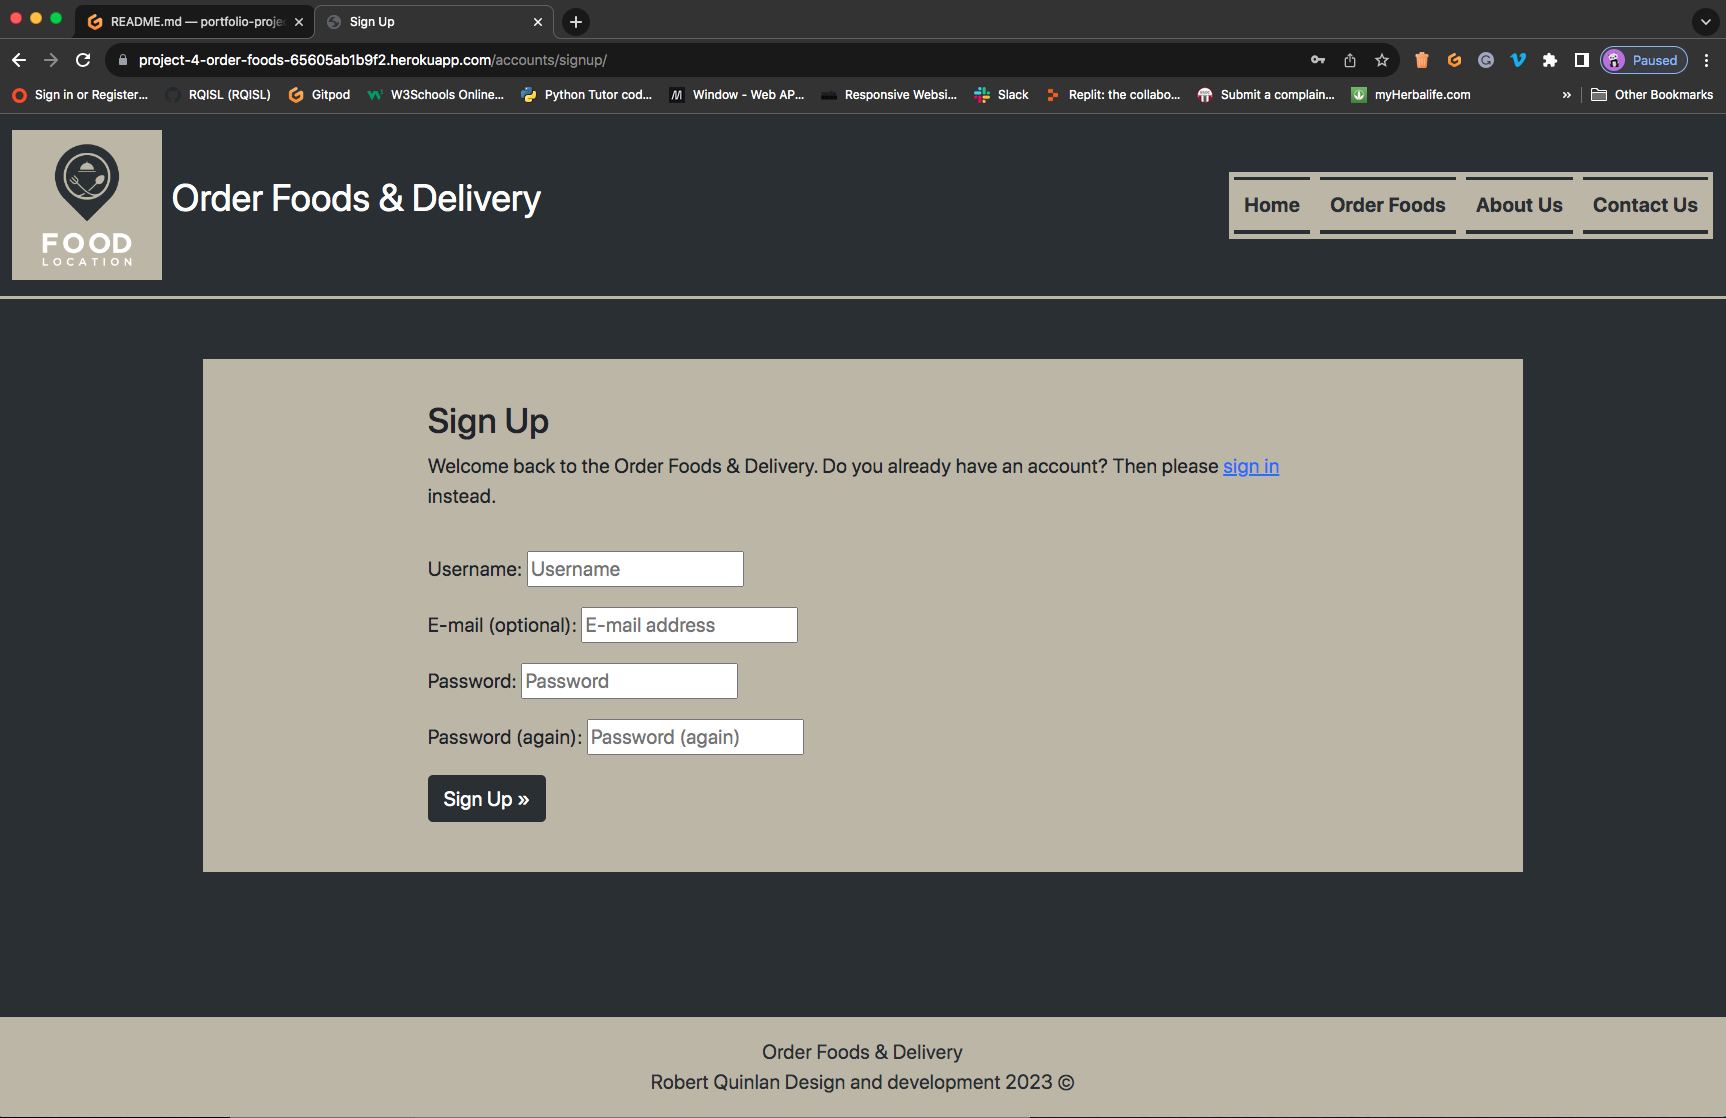 README.md — portfolio-proje
Sign Up
project-4-order-foods-65605ab1b9f2.herokuapp.com/accounts/signup/
Paused
Sign in or Register...
RQISL (RQISL)
Gitpod
W3Schools Online...
Python Tutor cod...
Window - Web AP...
Responsive Websi...
Slack
Replit: the collabo...
Submit a complain...
myHerbalife.com
»
Other Bookmarks
FOOD
LOCATION
Order Foods & Delivery
Home
Order Foods
About Us
Contact Us
Sign Up
Welcome back to the Order Foods & Delivery. Do you already have an account? Then please sign in
instead.
Username: Username
E-mail (optional): E-mail address
Password: Password
Password (again): Password (again)
Sign Up »
Order Foods & Delivery
Robert Quinlan Design and development 2023 ©